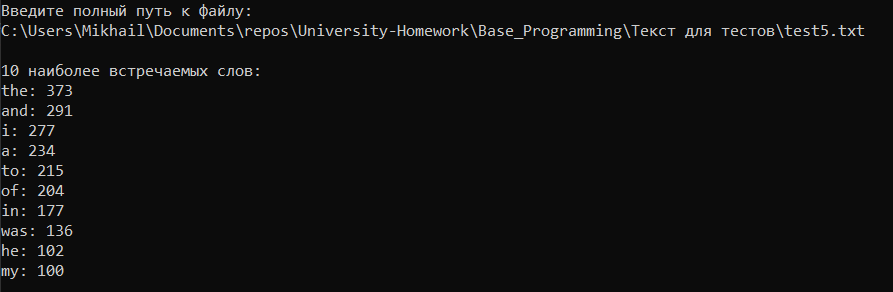 Введите полный путь к файлу:
C:\Users\Mikhail\Documents\repos\University-Homework\Base_Programming\Текст для тестов\test5.txt
10 наиболее встречаемых слов:
the: 373
and: 291
i: 277
a: 234
to: 215
of: 204
in: 177
was: 136
he: 102
my: 100